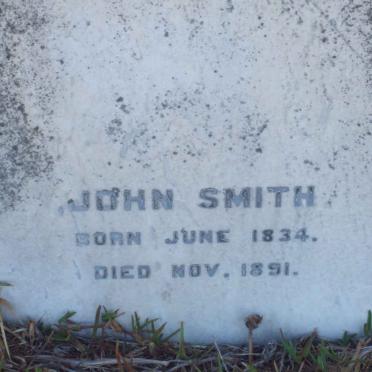 JOHN SMITH
BORN JUNE 1834.
DIED NOV. 1891.